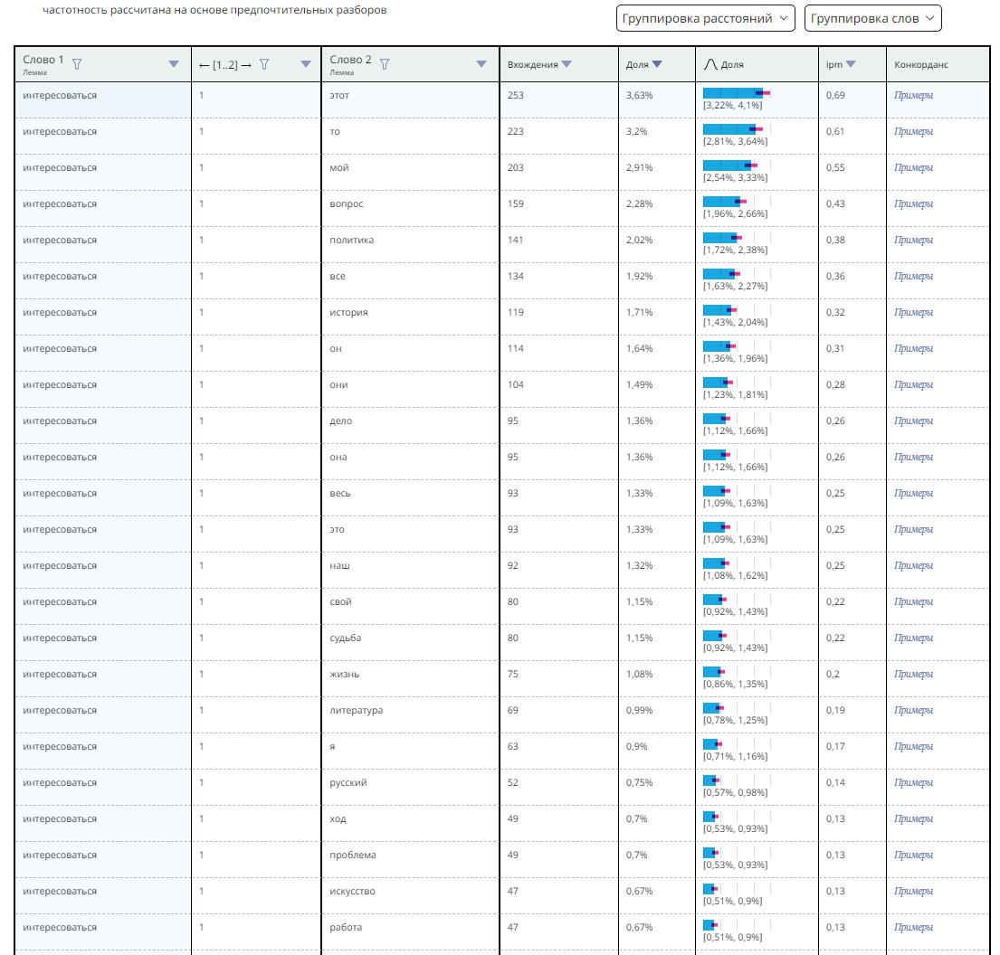 частотность рассчитана на основе предпочтительных разборов
Группировка расстояний Группировка слов
Слово 1 ← [1..2] → Слово 2 Вхождения Доля Доля ipm Конкорданс
Лемма Лемма
интересоваться 1 этот 253 3,63% [3,22%, 4,1%] 0,69 Примеры
интересоваться 1 то 223 3,2% [2,81%, 3,64%] 0,61 Примеры
интересоваться 1 мой 203 2,91% [2,54%, 3,33%] 0,55 Примеры
интересоваться 1 вопрос 159 2,28% [1,96%, 2,66%] 0,43 Примеры
интересоваться 1 политика 141 2,02% [1,72%, 2,38%] 0,38 Примеры
интересоваться 1 все 134 1,92% [1,63%, 2,27%] 0,36 Примеры
интересоваться 1 история 119 1,71% [1,43%, 2,04%] 0,32 Примеры
интересоваться 1 он 114 1,64% [1,36%, 1,96%] 0,31 Примеры
интересоваться 1 они 104 1,49% [1,23%, 1,81%] 0,28 Примеры
интересоваться 1 дело 95 1,36% [1,12%, 1,66%] 0,26 Примеры
интересоваться 1 она 95 1,36% [1,12%, 1,66%] 0,26 Примеры
интересоваться 1 весь 93 1,33% [1,09%, 1,63%] 0,25 Примеры
интересоваться 1 это 93 1,33% [1,09%, 1,63%] 0,25 Примеры
интересоваться 1 наш 92 1,32% [1,08%, 1,62%] 0,25 Примеры
интересоваться 1 свой 80 1,15% [0,92%, 1,43%] 0,22 Примеры
интересоваться 1 судьба 80 1,15% [0,92%, 1,43%] 0,22 Примеры
интересоваться 1 жизнь 75 1,08% [0,86%, 1,35%] 0,2 Примеры
интересоваться 1 литература 69 0,99% [0,78%, 1,25%] 0,19 Примеры
интересоваться 1 я 63 0,9% [0,71%, 1,16%] 0,17 Примеры
интересоваться 1 русский 52 0,75% [0,57%, 0,98%] 0,14 Примеры
интересоваться 1 ход 49 0,7% [0,53%, 0,93%] 0,13 Примеры
интересоваться 1 проблема 49 0,7% [0,53%, 0,93%] 0,13 Примеры
интересоваться 1 искусство 47 0,67% [0,51%, 0,9%] 0,13 Примеры
интересоваться 1 работа 47 0,67% [0,51%, 0,9%] 0,13 Примеры